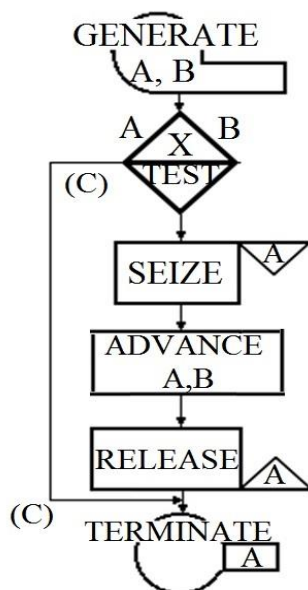 GENERATE
A, B
A X B
TEST
(C)
A
SEIZE
ADVANCE
A,B
RELEASE
A
(C)
TERMINATE
A